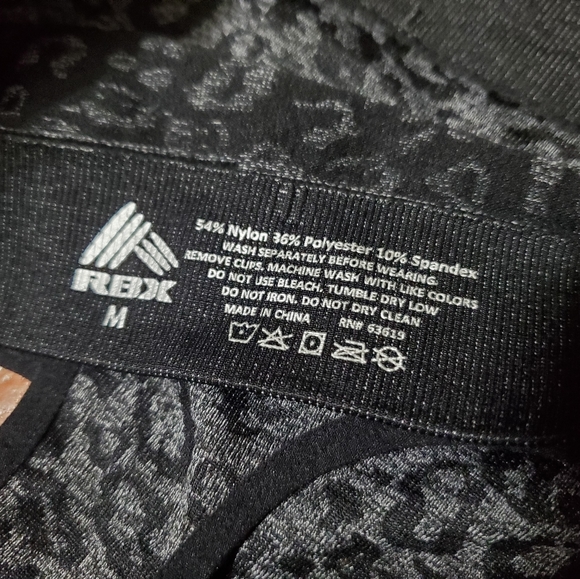 RBX
M
54% Nylon 36% Polyester 10% Spandex
WASH SEPARATELY BEFORE WEARING.
REMOVE CUPS. MACHINE WASH WITH LIKE COLORS
DO NOT USE BLEACH. TUMBLE DRY LOW
DO NOT IRON. DO NOT DRY CLEAN
MADE IN CHINA RN# 63619